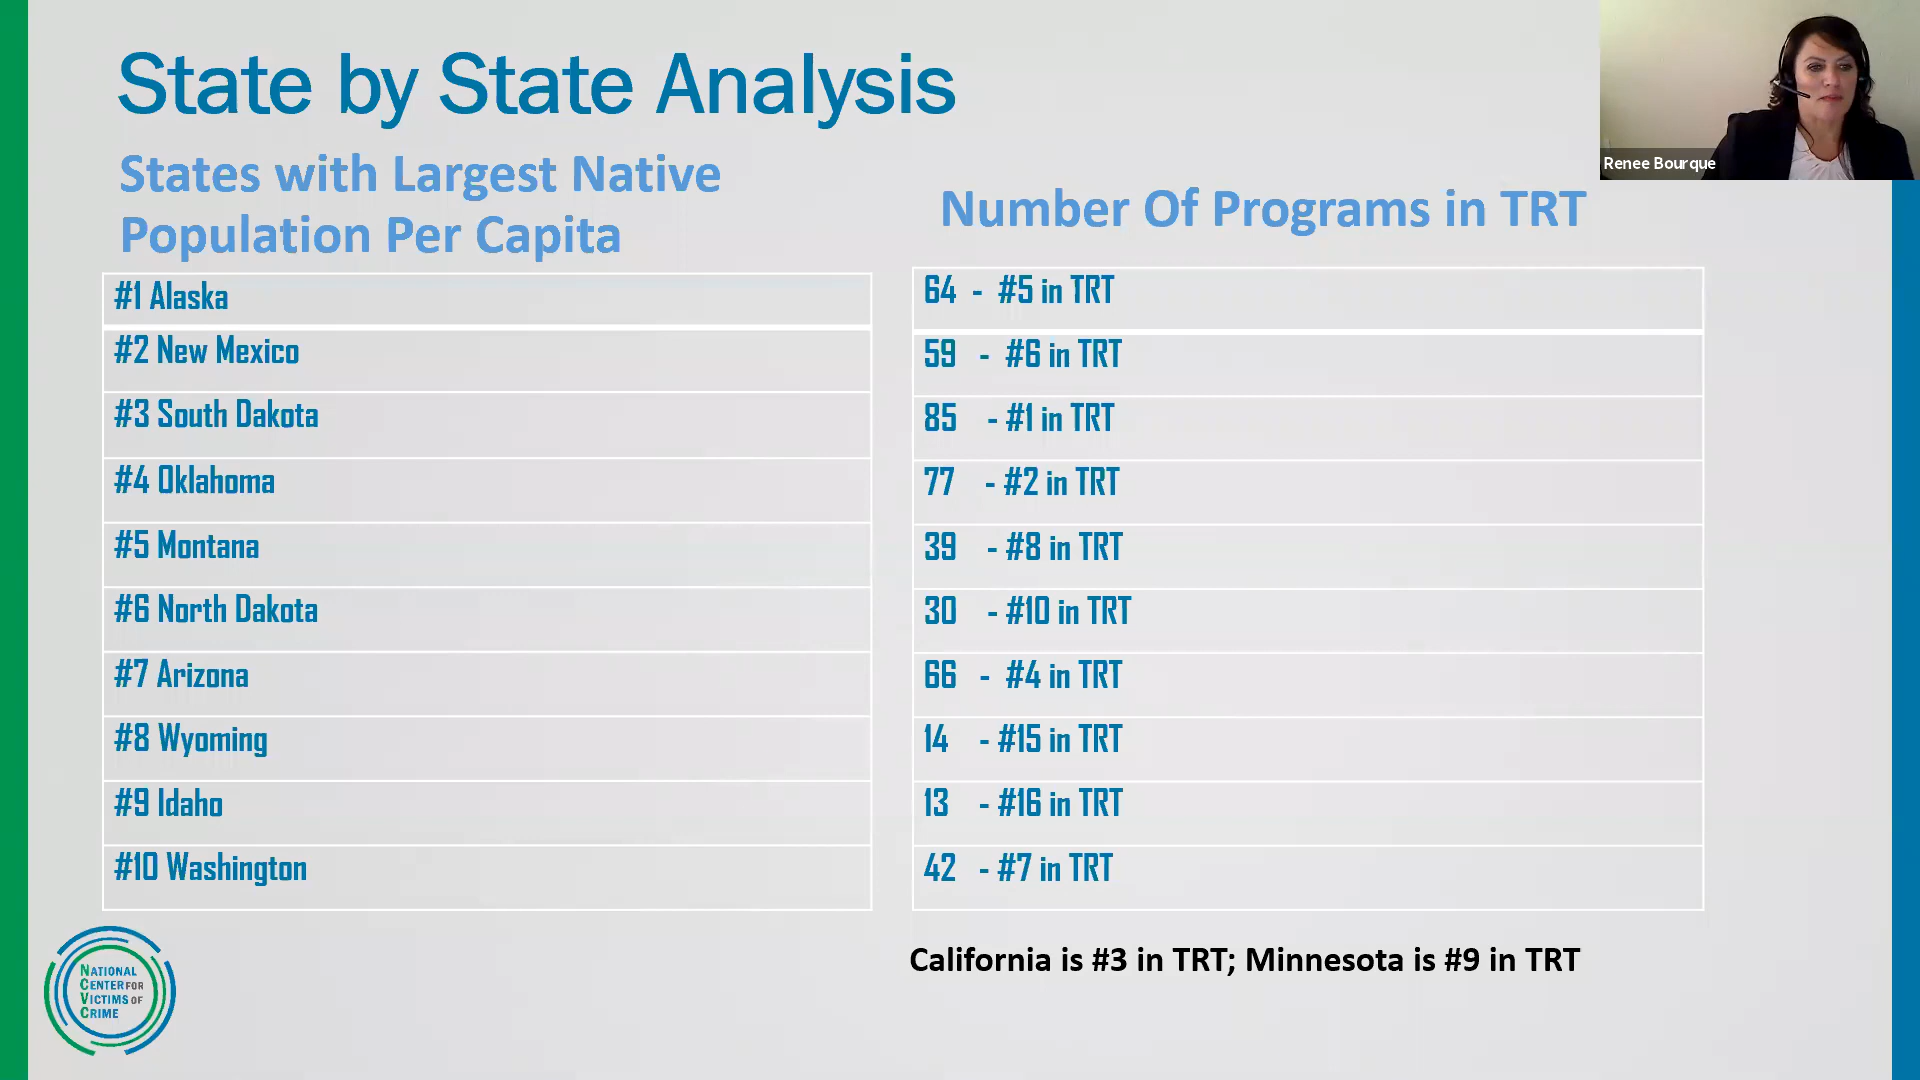 State by State Analysis
States with Largest Native
Population Per Capita
Number Of Programs in TRT
Renee Bourque
#1 Alaska
64 - #5 in TRT
#2 New Mexico
59 - #6 in TRT
#3 South Dakota
85 - #1 in TRT
#4 Oklahoma
77 - #2 in TRT
#5 Montana
39 - #8 in TRT
#6 North Dakota
30 - #10 in TRT
#7 Arizona
66 - #4 in TRT
#8 Wyoming
14 - #15 in TRT
#9 Idaho
13 - #16 in TRT
#10 Washington
42 - #7 in TRT
California is #3 in TRT; Minnesota is #9 in TRT
NATIONAL
CENTER FOR
VICTIMS OF
CRIME